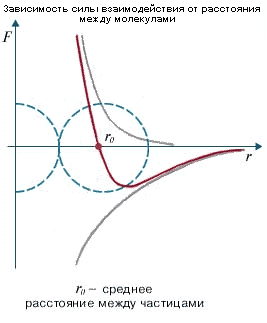 Зависимость силы взаимодействия от расстояния
между молекулами
F
r₀
r
r₀ – среднее
расстояние между частицами